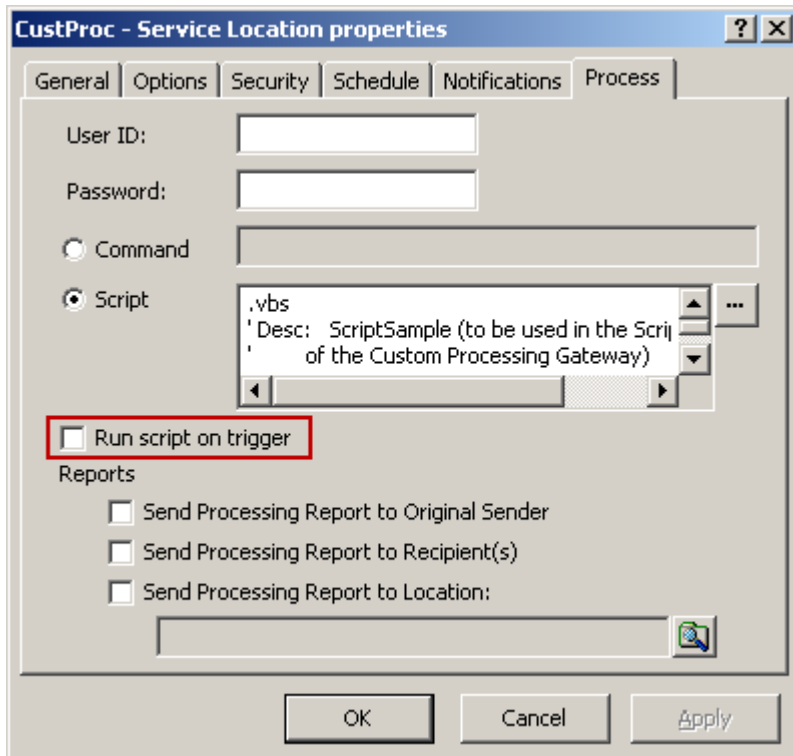 CustProc - Service Location properties
General Options Security Schedule Notifications Process
User ID:
Password:
Command
Script
.vbs
' Desc: ScriptSample (to be used in the Scrip
' of the Custom Processing Gateway)
...
Run script on trigger
Reports
Send Processing Report to Original Sender
Send Processing Report to Recipient(s)
Send Processing Report to Location:
OK Cancel Apply